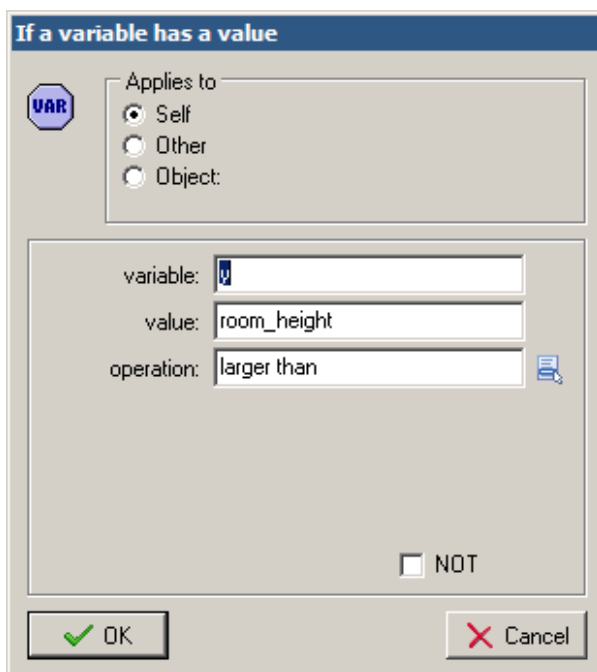 If a variable has a value
VAR
Applies to
Self
Other
Object:
variable: y
value: room_height
operation: larger than
NOT
OK
Cancel